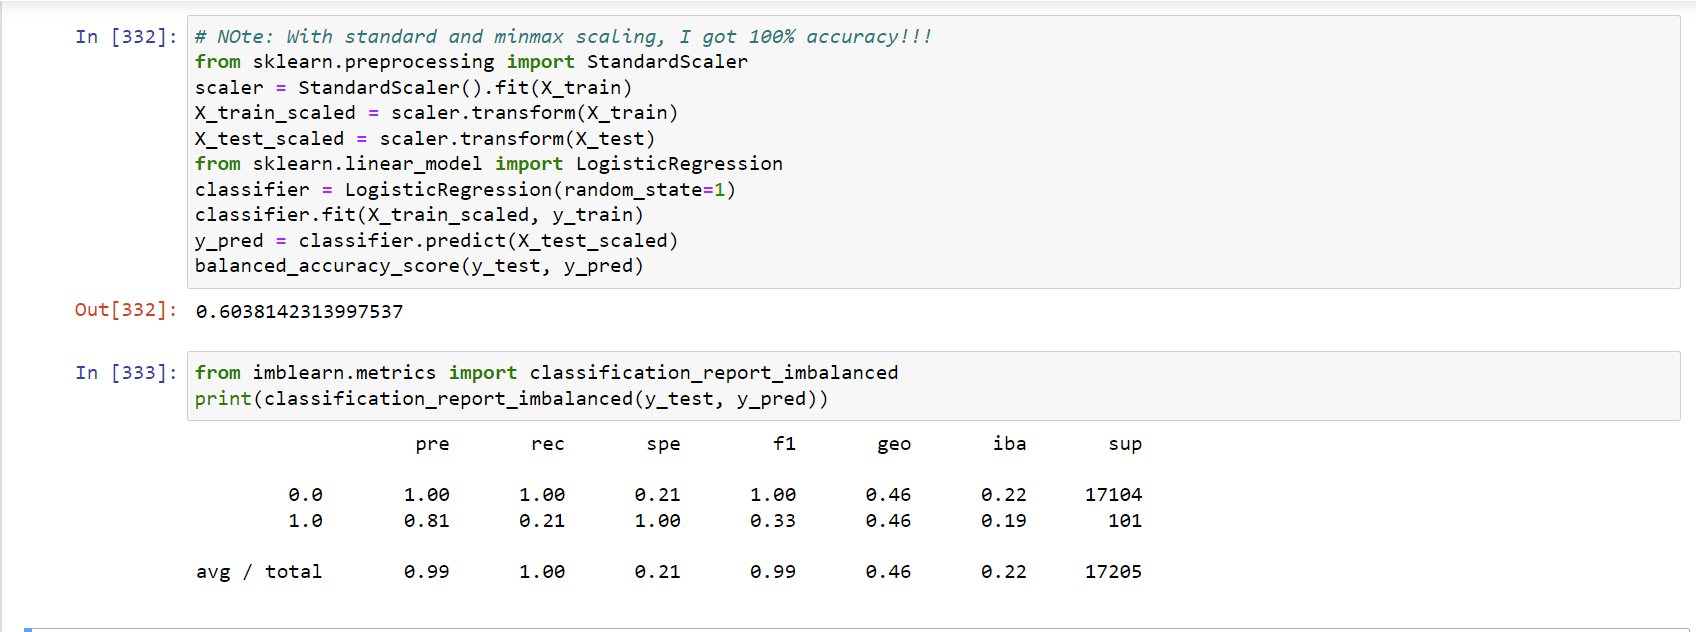 In [332]: # NOte: With standard and minmax scaling, I got 100% accuracy!!!
from sklearn.preprocessing import StandardScaler
scaler = StandardScaler().fit(X_train)
X_train_scaled = scaler.transform(X_train)
X_test_scaled = scaler.transform(X_test)
from sklearn.linear_model import LogisticRegression
classifier = LogisticRegression(random_state=1)
classifier.fit(X_train_scaled, y_train)
y_pred = classifier.predict(X_test_scaled)
balanced_accuracy_score(y_test, y_pred)
Out[332]: 0.6038142313997537
In [333]: from imblearn.metrics import classification_report_imbalanced
print(classification_report_imbalanced(y_test, y_pred))
pre rec spe f1 geo iba sup
0.0 1.00 1.00 0.21 1.00 0.46 0.22 17104
1.0 0.81 0.21 1.00 0.33 0.46 0.19 101
avg / total 0.99 1.00 0.21 0.99 0.46 0.22 17205